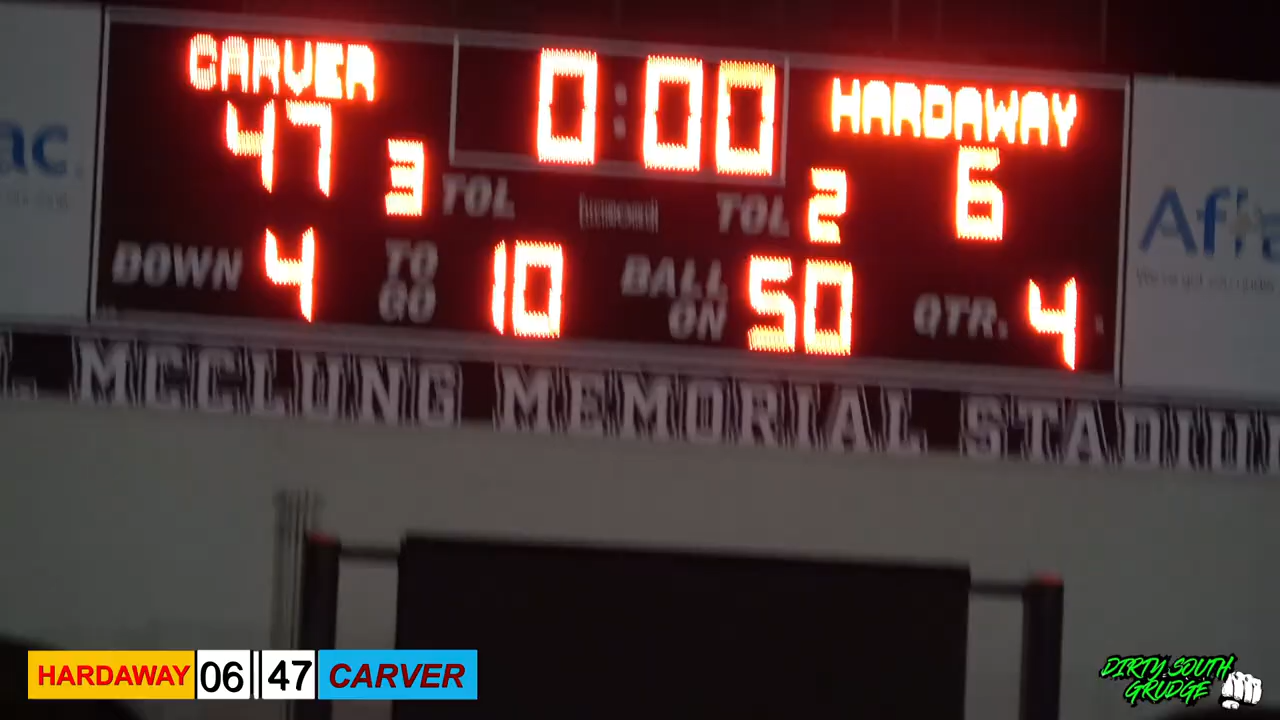 CARVER
0:00
HARDAWAY
47
3
TOL
TOL
2
6
DOWN 4
TO GO 10
BALL ON 50
QTR. 4
MCCLUNG MEMORIAL STADIUM
HARDAWAY 06 47 CARVER
DIRTY SOUTH
GRUDGE